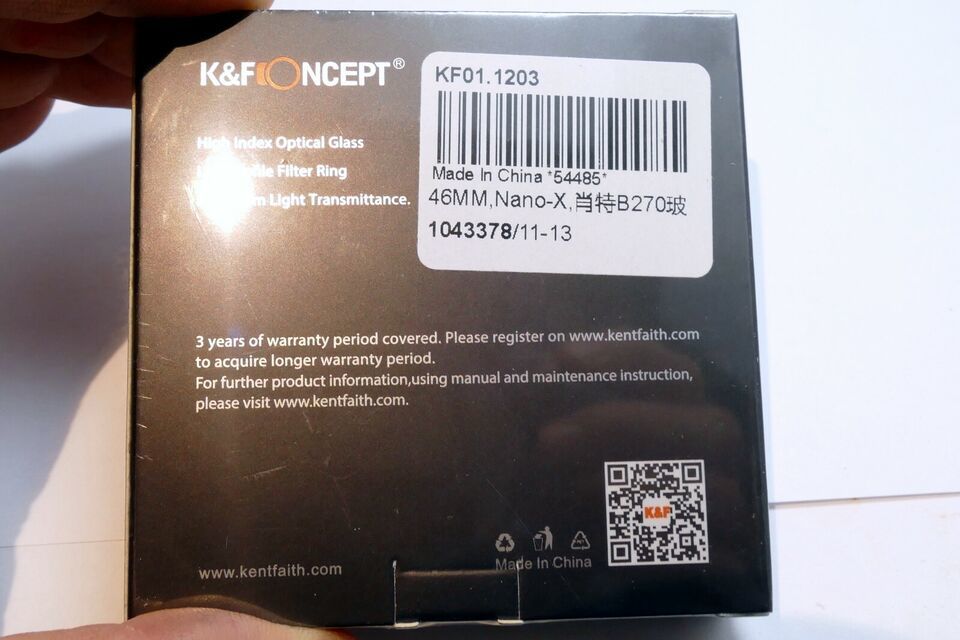 K&F CONCEPT®
High Index Optical Glass
Filter Ring
Light Transmittance.
KF01.1203
Made In China *54485*
46MM,Nano-X,肖特B270玻
1043378/11-13
3 years of warranty period covered. Please register on www.kentfaith.com
to acquire longer warranty period.
For further product information,using manual and maintenance instruction,
please visit www.kentfaith.com.
K&F
Made In China
www.kentfaith.com